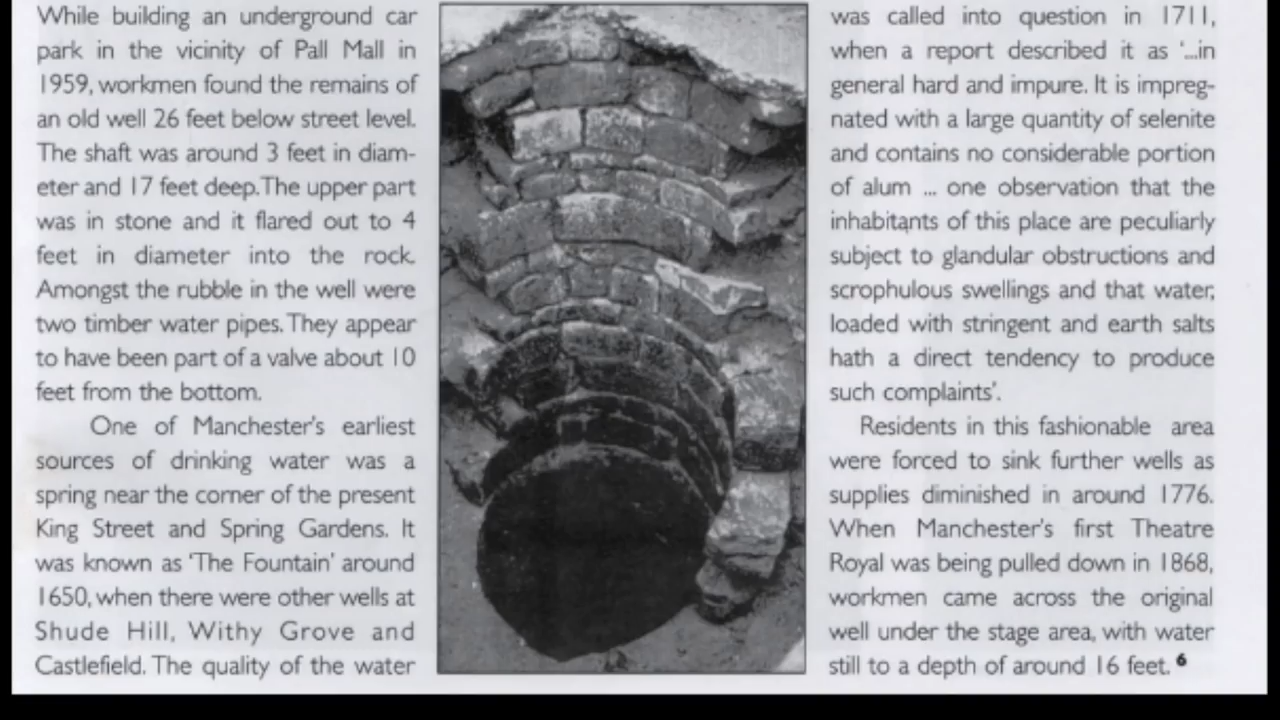 While building an underground car
park in the vicinity of Pall Mall in
1959, workmen found the remains of
an old well 26 feet below street level.
The shaft was around 3 feet in diam-
eter and 17 feet deep. The upper part
was in stone and it flared out to 4
feet in diameter into the rock.
Amongst the rubble in the well were
two timber water pipes. They appear
to have been part of a valve about 10
feet from the bottom.
One of Manchester's earliest
sources of drinking water was a
spring near the corner of the present
King Street and Spring Gardens. It
was known as 'The Fountain' around
1650, when there were other wells at
Shude Hill, Withy Grove and
Castlefield. The quality of the water
was called into question in 1711,
when a report described it as '...in
general hard and impure. It is impreg-
nated with a large quantity of selenite
and contains no considerable portion
of alum ... one observation that the
inhabitants of this place are peculiarly
subject to glandular obstructions and
scrophulous swellings and that water,
loaded with stringent and earth salts
hath a direct tendency to produce
such complaints'.
Residents in this fashionable area
were forced to sink further wells as
supplies diminished in around 1776.
When Manchester's first Theatre
Royal was being pulled down in 1868,
workmen came across the original
well under the stage area, with water
still to a depth of around 16 feet. 6